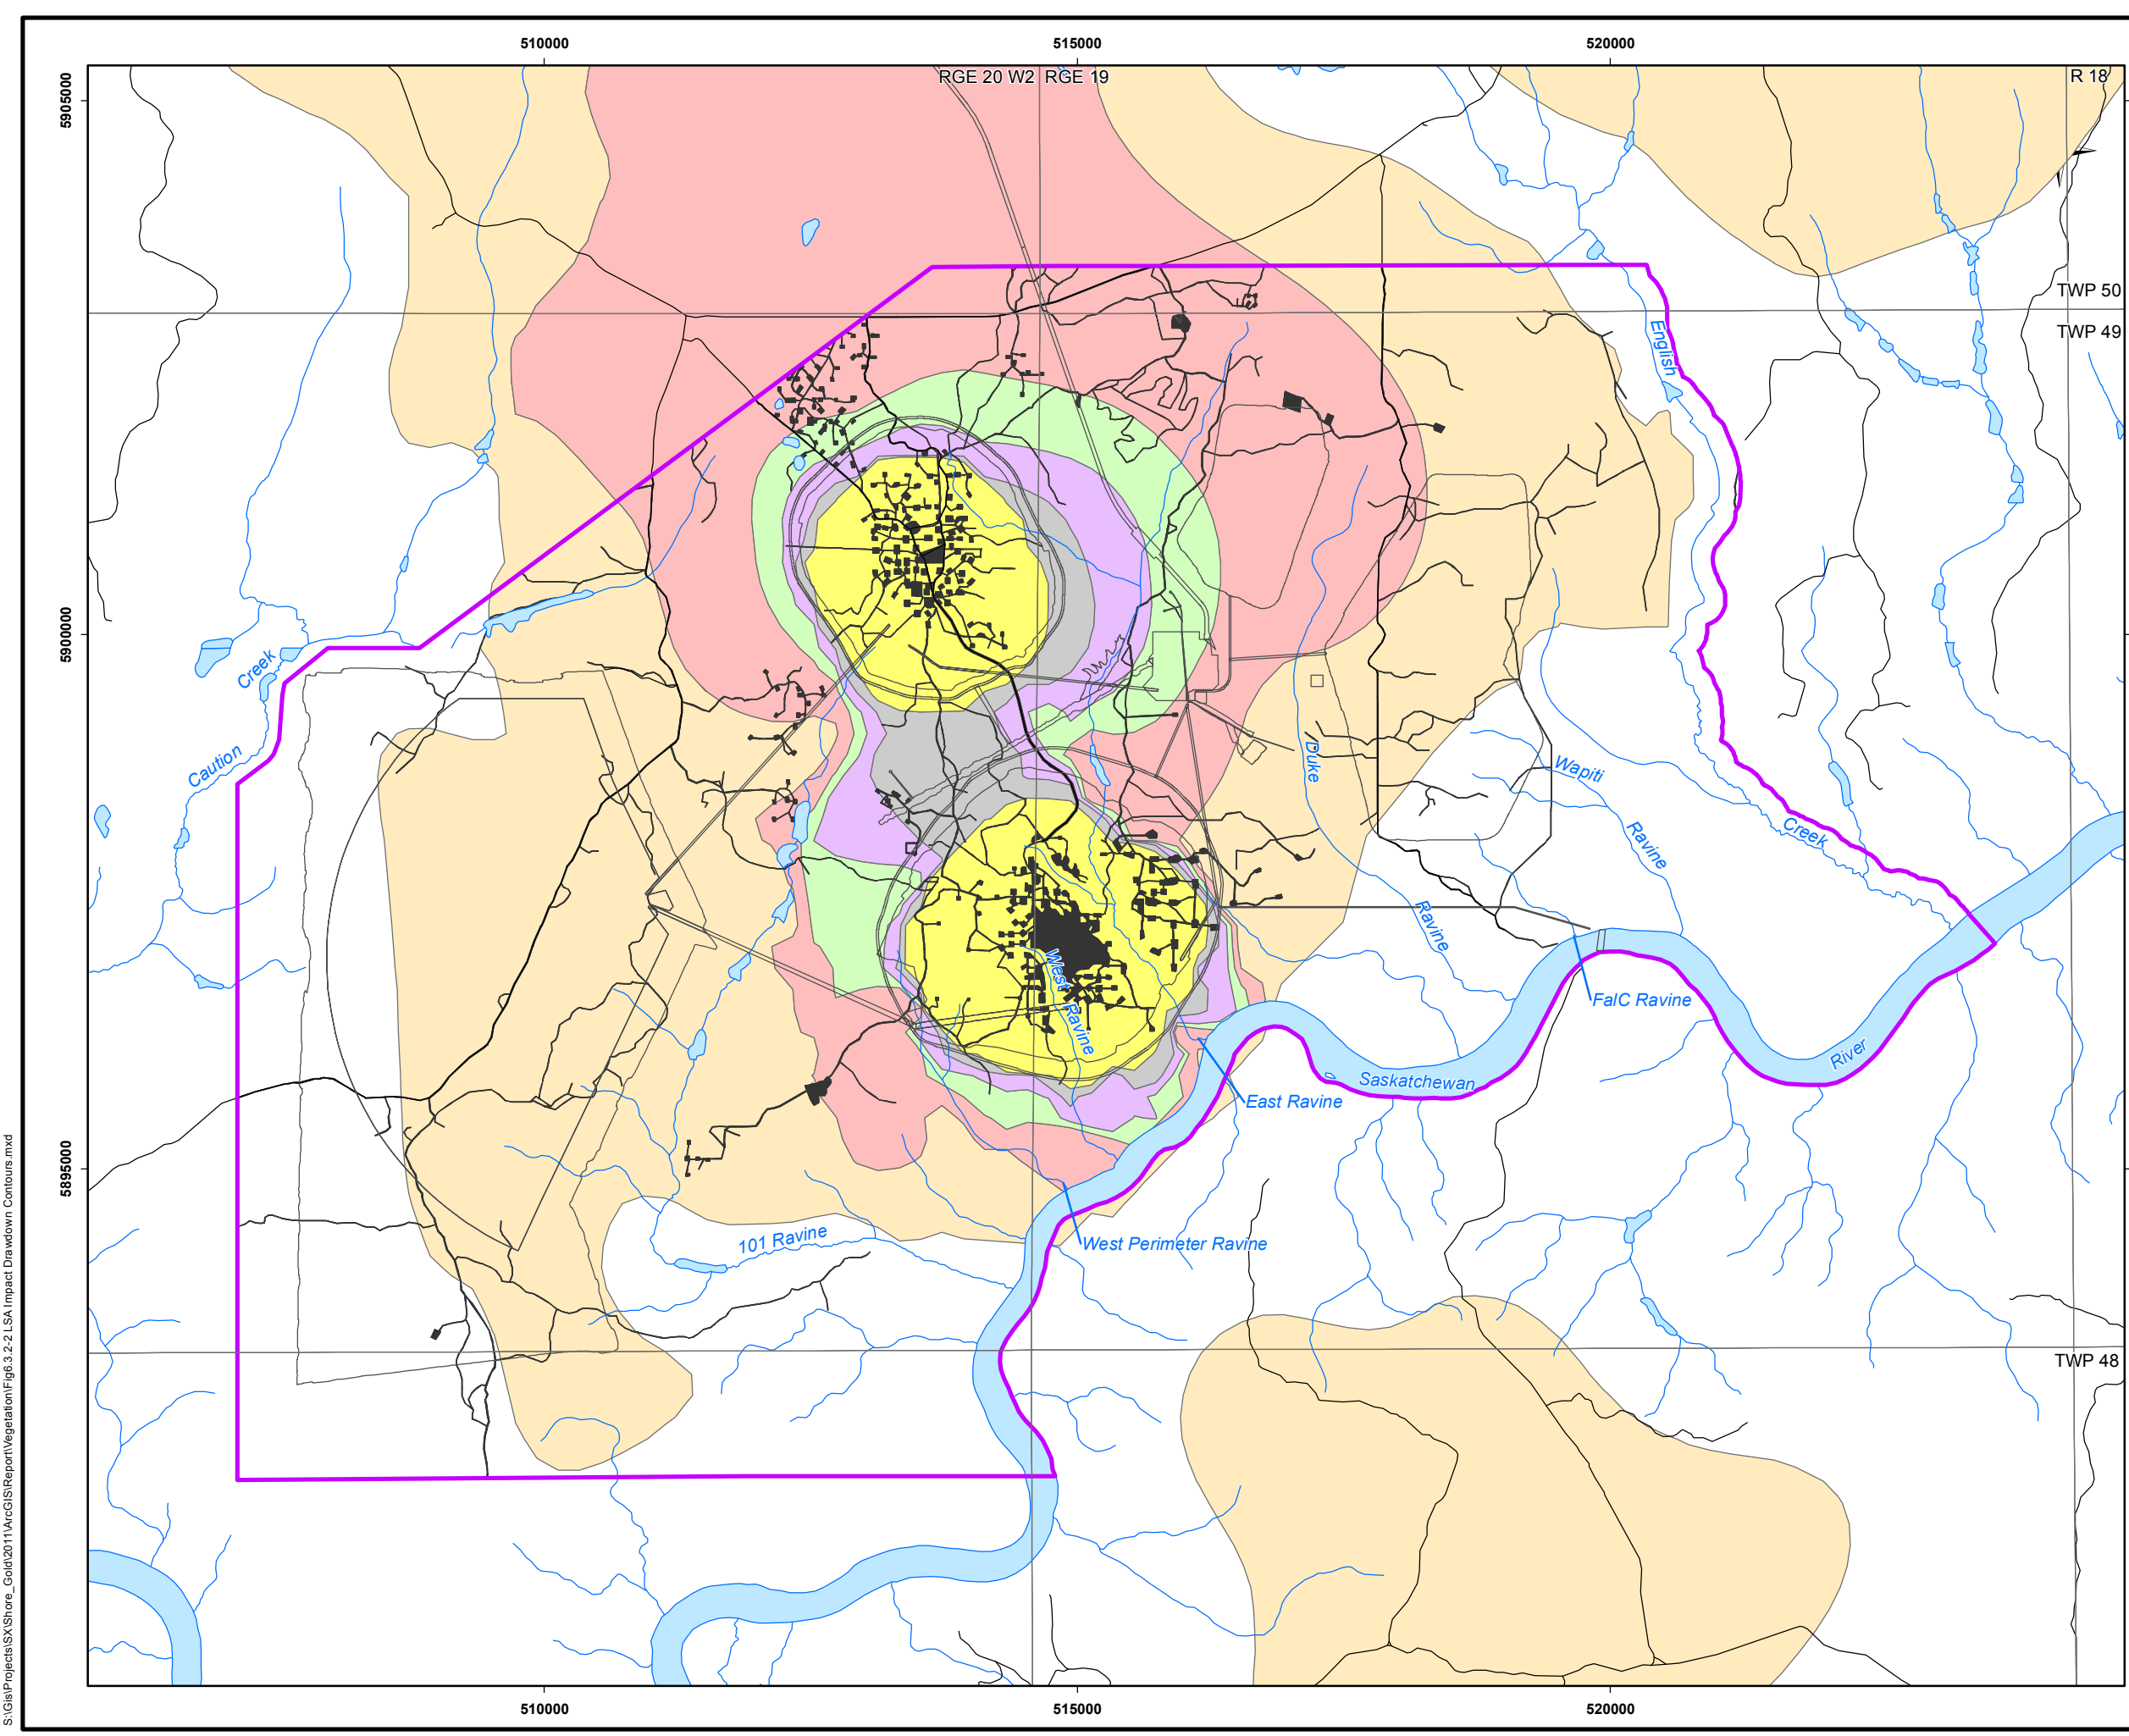 510000
515000
520000
5905000
RGE 20 W2
RGE 19
R 18
TWP 50
TWP 49
English
5900000
Creek
Caution
Duke
Wapiti
Ravine
Creek
Ravine
West Ravine
FalC Ravine
River
Saskatchewan
East Ravine
5895000
101 Ravine
West Perimeter Ravine
TWP 48
510000
515000
520000
S:\Gis\Projects\SX\Shore_Gold\2011\ArcGIS\Report\Vegetation\Fig6.3.2-2 LSA Impact Drawdown Contours.mxd